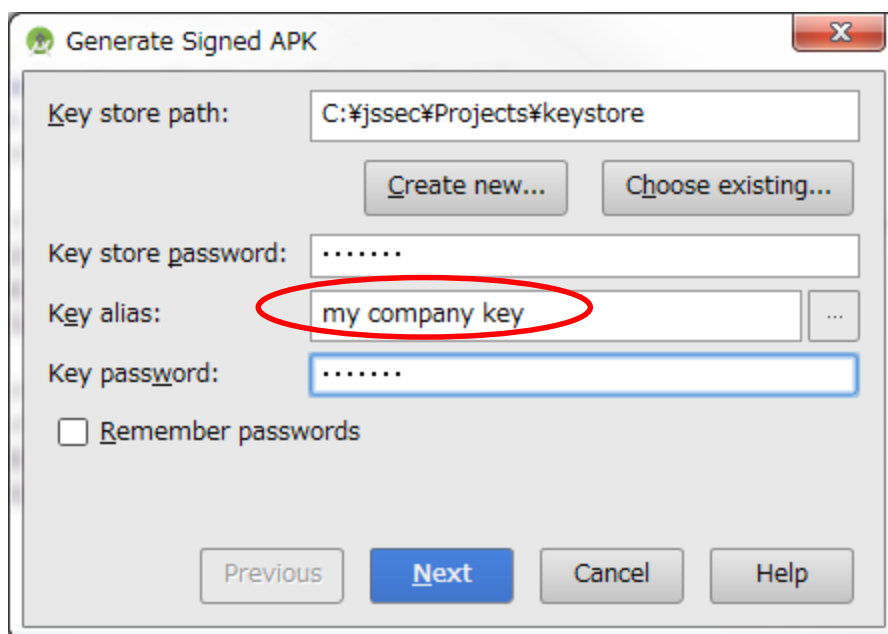 Generate Signed APK
Key store path: C:¥jssec¥Projects¥keystore
Create new... Choose existing...
Key store password: •••••••
Key alias: my company key ...
Key password: •••••••
Remember passwords
Previous Next Cancel Help